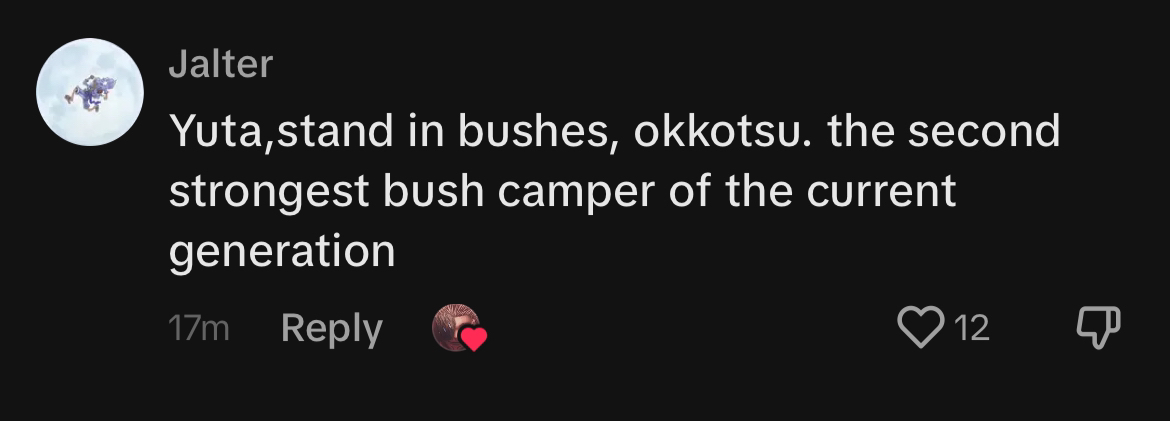 Jalter
Yuta,stand in bushes, okkotsu. the second
strongest bush camper of the current
generation
17m Reply 12